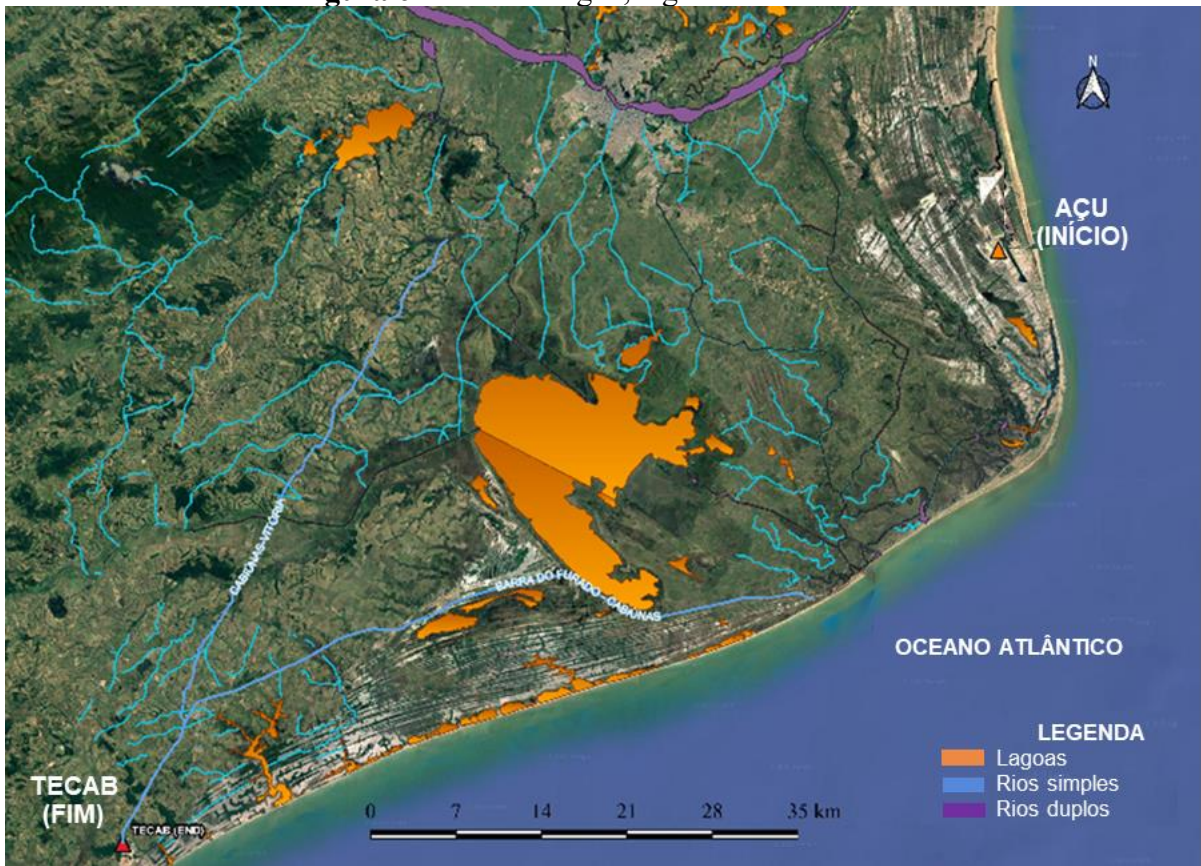 N
AÇU
(INÍCIO)
CABIÚNAS-VITÓRIA
BARRA DO FURADO - CABIÚNAS
OCEANO ATLÂNTICO
LEGENDA
Lagoas
Rios simples
Rios duplos
TECAB
(FIM)
TECAB (END)
0 7 14 21 28 35 km